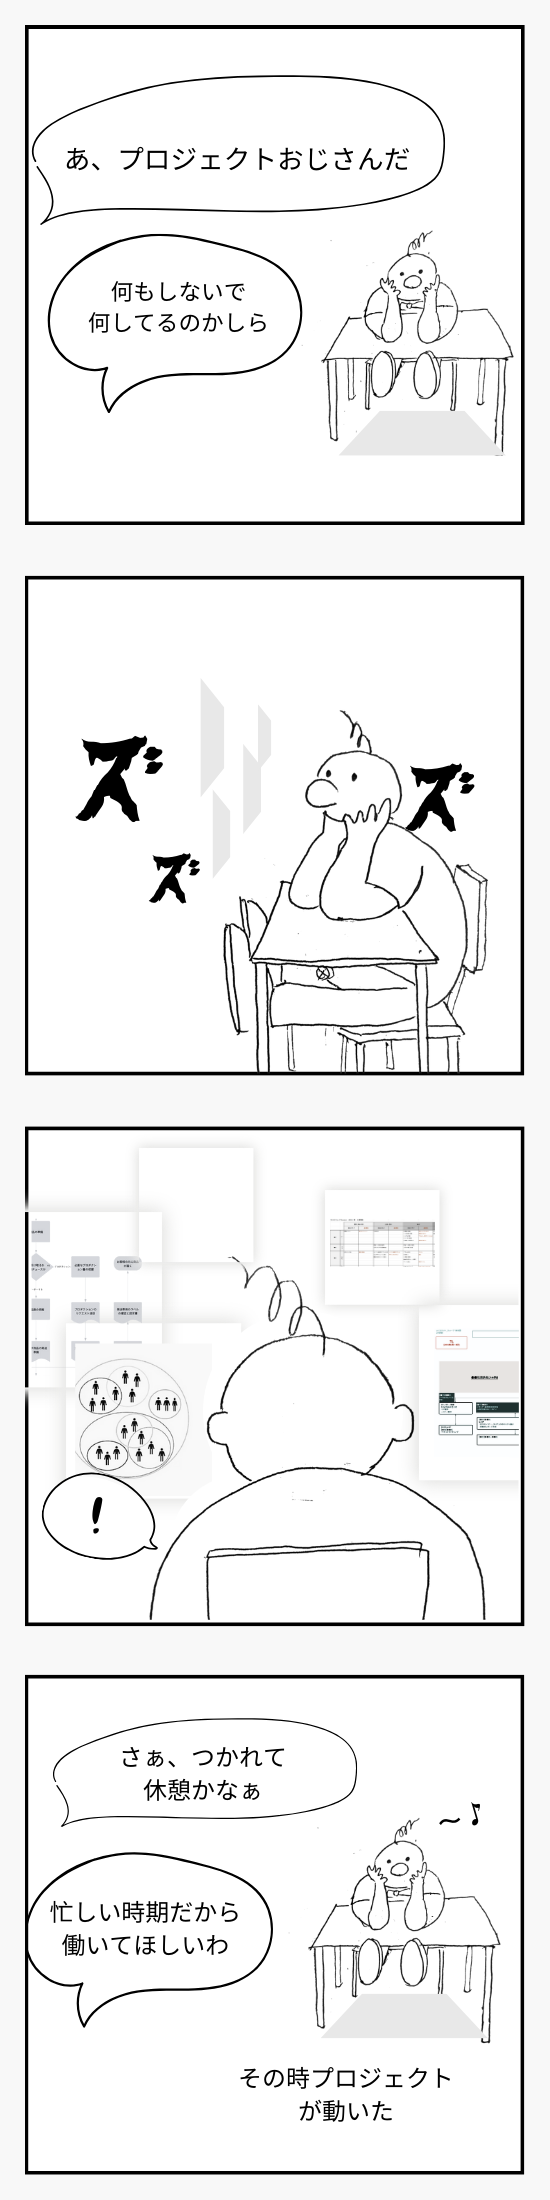 あ、プロジェクトおじさんだ
何もしないで
何してるのかしら
ズ
ズ
ズ
!
さぁ、つかれて
休憩かなぁ
〜♪
忙しい時期だから
働いてほしいわ
その時プロジェクト
が動いた